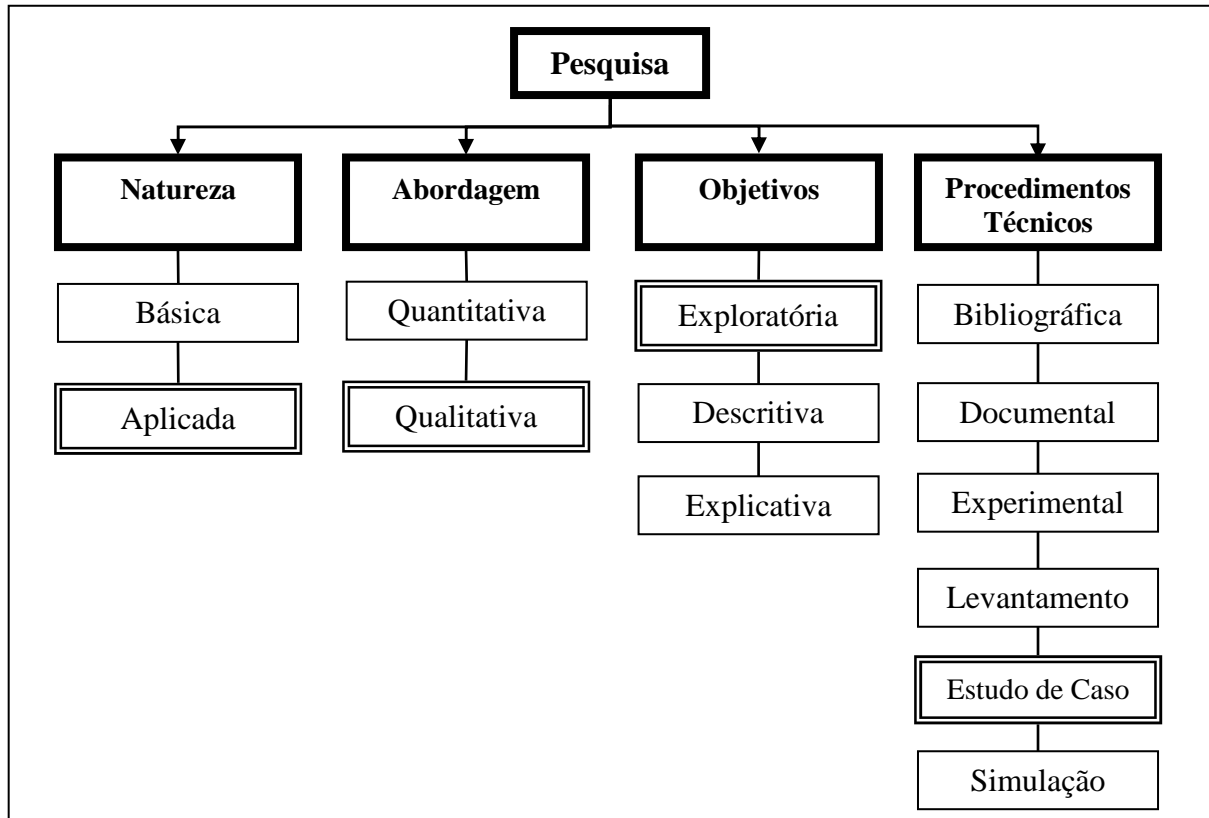 Pesquisa
Natureza
Básica
Aplicada
Abordagem
Quantitativa
Qualitativa
Objetivos
Exploratória
Descritiva
Explicativa
Procedimentos
Técnicos
Bibliográfica
Documental
Experimental
Levantamento
Estudo de Caso
Simulação